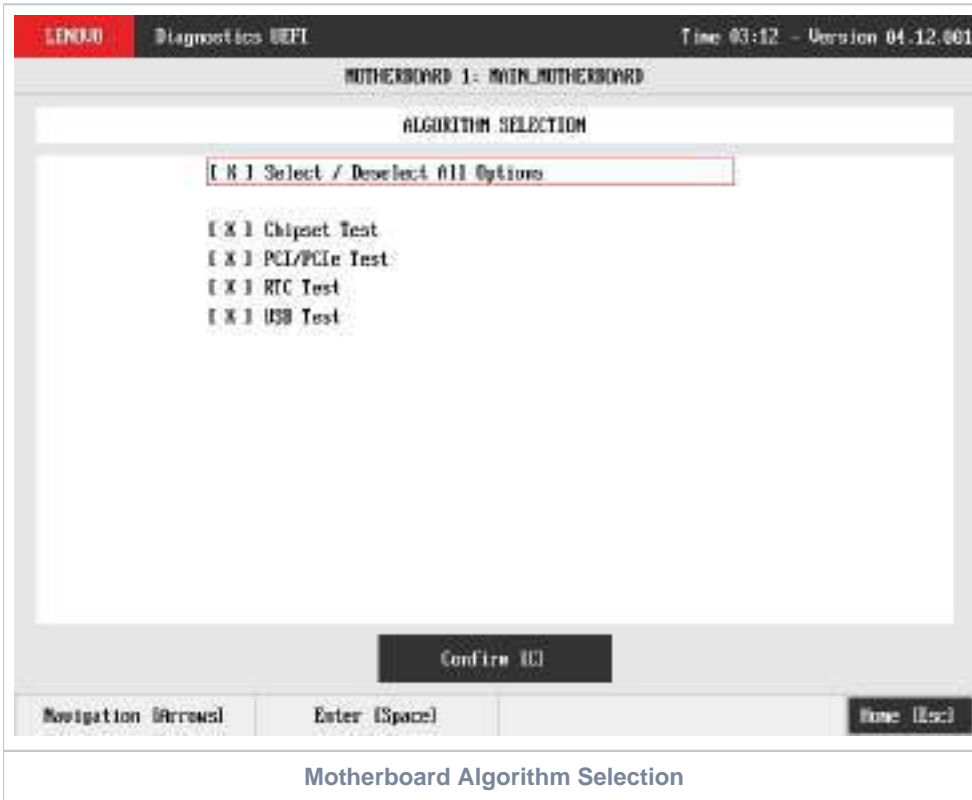 LENOVO Diagnostics UEFI Time 03:12 - Version 04.12.001
MOTHERBOARD 1: MAIN_MOTHERBOARD
ALGORITHM SELECTION
[ X ] Select / Deselect All Options
[ X ] Chipset Test
[ X ] PCI/PCIe Test
[ X ] RTC Test
[ X ] USB Test
Confirm [C]
Navigation [Arrows] Enter [Space] Home [Esc]
Motherboard Algorithm Selection